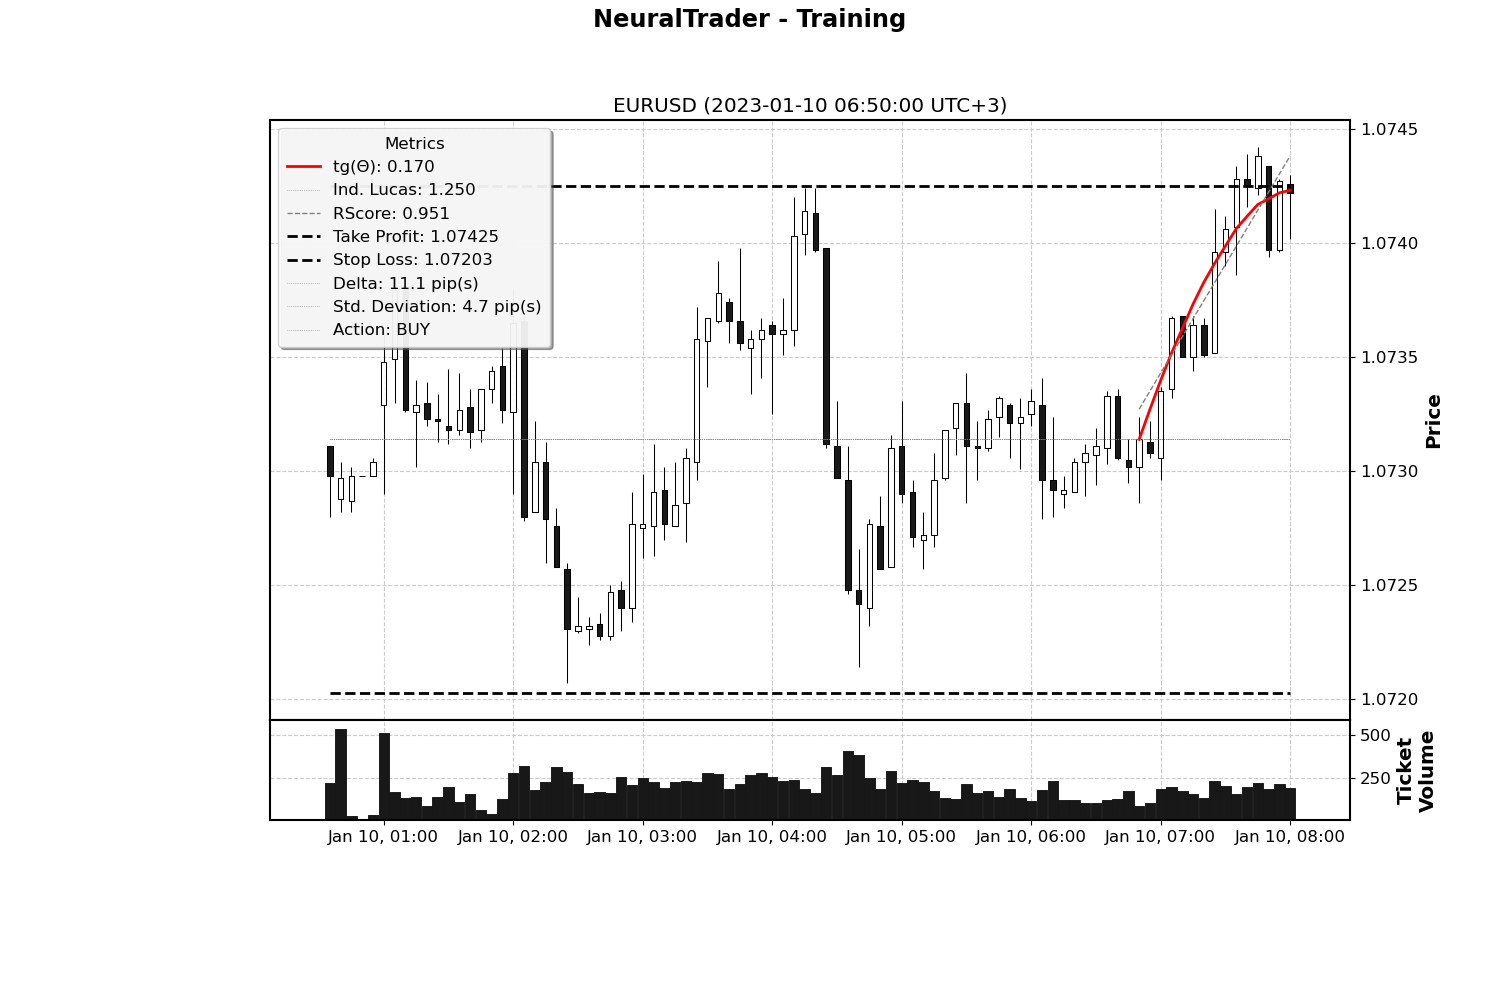 NeuralTrader - Training
EURUSD (2023-01-10 06:50:00 UTC+3)
Metrics
tg(Θ): 0.170
Ind. Lucas: 1.250
RScore: 0.951
Take Profit: 1.07425
Stop Loss: 1.07203
Delta: 11.1 pip(s)
Std. Deviation: 4.7 pip(s)
Action: BUY
1.0745
1.0740
1.0735
1.0730
1.0725
1.0720
Price
500
250
Ticket
Volume
Jan 10, 01:00
Jan 10, 02:00
Jan 10, 03:00
Jan 10, 04:00
Jan 10, 05:00
Jan 10, 06:00
Jan 10, 07:00
Jan 10, 08:00